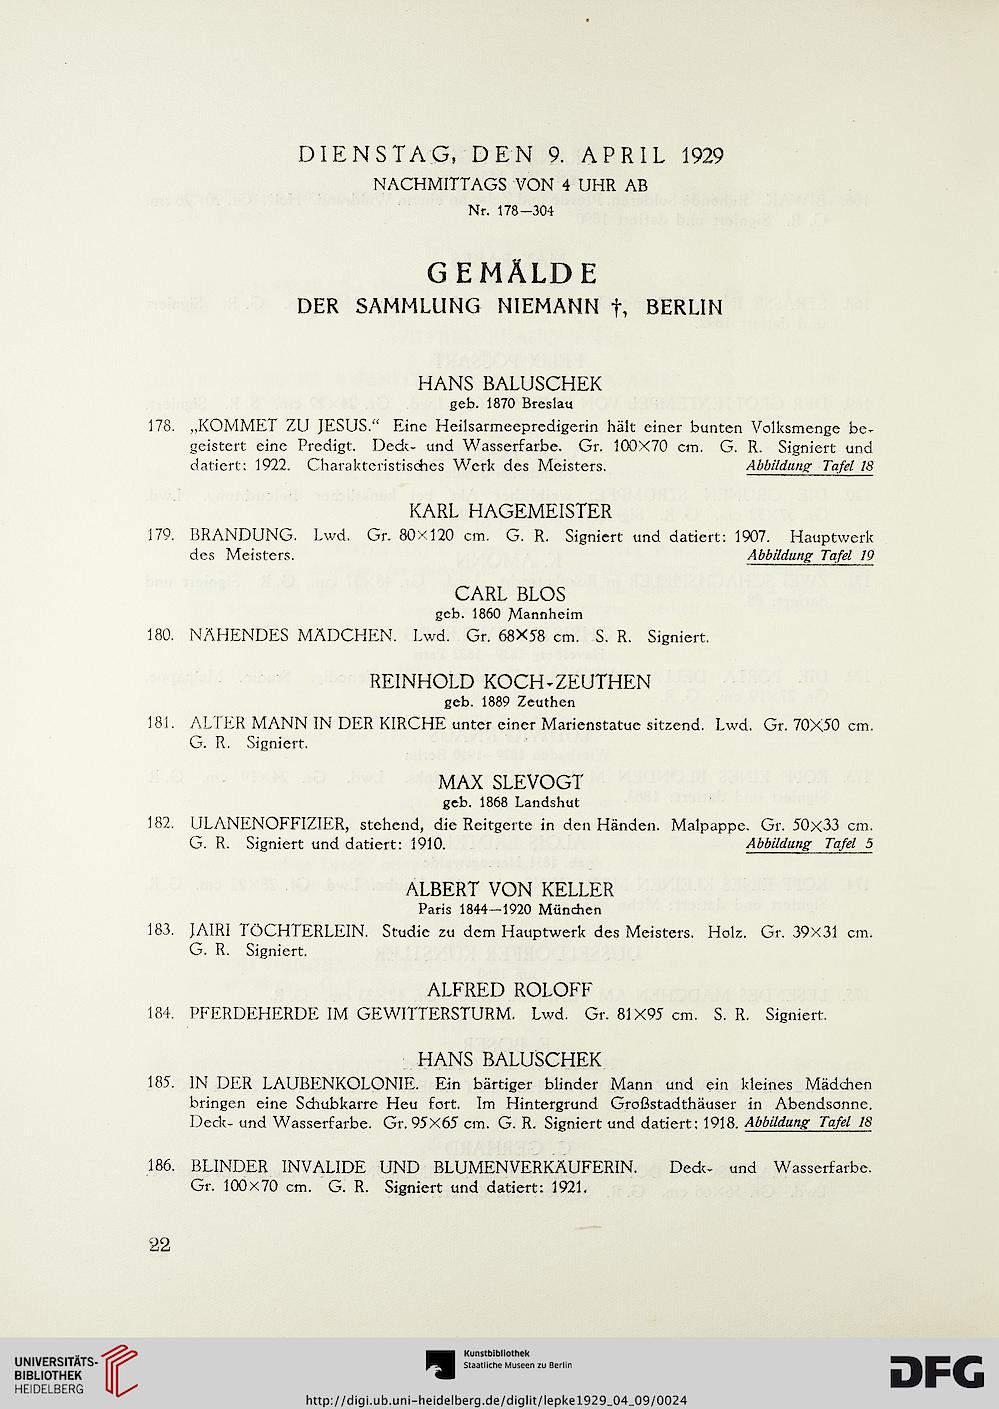 DIENSTAG, DEN 9. APRIL 1929
NACHMITTAGS VON 4 UHR AB
Nr. 178—304
GEMÄLDE
DER SAMMLUNG NIEMANN †, BERLIN
HANS BALUSCHEK
geb. 1870 Breslau
178. „KOMMET ZU JESUS.“ Eine Heilsarmeepredigerin hält einer bunten Volksmenge be-
geistert eine Predigt. Deck- und Wasserfarbe. Gr. 100×70 cm. G. R. Signiert und
datiert: 1922. Charakteristisches Werk des Meisters. Abbildung Tafel 18
KARL HAGEMEISTER
179. BRANDUNG. Lwd. Gr. 80×120 cm. G. R. Signiert und datiert: 1907. Hauptwerk
des Meisters. Abbildung Tafel 19
CARL BLOS
geb. 1860 Mannheim
180. NÄHENDES MÄDCHEN. Lwd. Gr. 68×58 cm. S. R. Signiert.
REINHOLD KOCH-ZEUTHEN
geb. 1889 Zeuthen
181. ALTER MANN IN DER KIRCHE unter einer Marienstatue sitzend. Lwd. Gr. 70×50 cm.
G. R. Signiert.
MAX SLEVOGT
geb. 1868 Landshut
182. ULANENOFFIZIER, stehend, die Reitgerte in den Händen. Malpappe. Gr. 50×33 cm.
G. R. Signiert und datiert: 1910. Abbildung Tafel 5
ALBERT VON KELLER
Paris 1844—1920 München
183. JAIRI TÖCHTERLEIN. Studie zu dem Hauptwerk des Meisters. Holz. Gr. 39×31 cm.
G. R. Signiert.
ALFRED ROLOFF
184. PFERDEHERDE IM GEWITTERSTURM. Lwd. Gr. 81×95 cm. S. R. Signiert.
HANS BALUSCHEK
185. IN DER LAUBENKOLONIE. Ein bärtiger blinder Mann und ein kleines Mädchen
bringen eine Schubkarre Heu fort. Im Hintergrund Großstadthäuser in Abendsonne.
Deck- und Wasserfarbe. Gr. 95×65 cm. G. R. Signiert und datiert: 1918. Abbildung Tafel 18
186. BLINDER INVALIDE UND BLUMENVERKÄUFERIN. Deck- und Wasserfarbe.
Gr. 100×70 cm. G. R. Signiert und datiert: 1921.
22
UNIVERSITÄTS-
BIBLIOTHEK
HEIDELBERG
Kunstbibliothek
Staatliche Museen zu Berlin
DFG
http://digi.ub.uni-heidelberg.de/diglit/lepke1929_04_09/0024